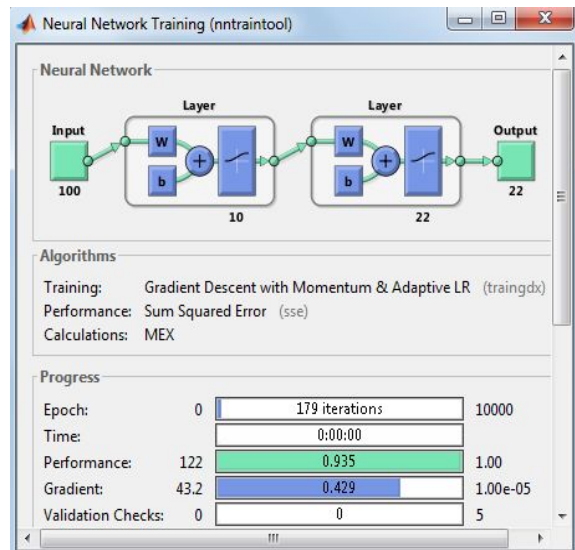 Neural Network Training (nntraintool)
Neural Network
Layer Layer
Input Output
W W
+ +
b b
100 22
10 22
Algorithms
Training: Gradient Descent with Momentum & Adaptive LR (traingdx)
Performance: Sum Squared Error (sse)
Calculations: MEX
Progress
Epoch: 0 179 iterations 10000
Time: 0:00:00
Performance: 122 0.935 1.00
Gradient: 43.2 0.429 1.00e-05
Validation Checks: 0 0 5